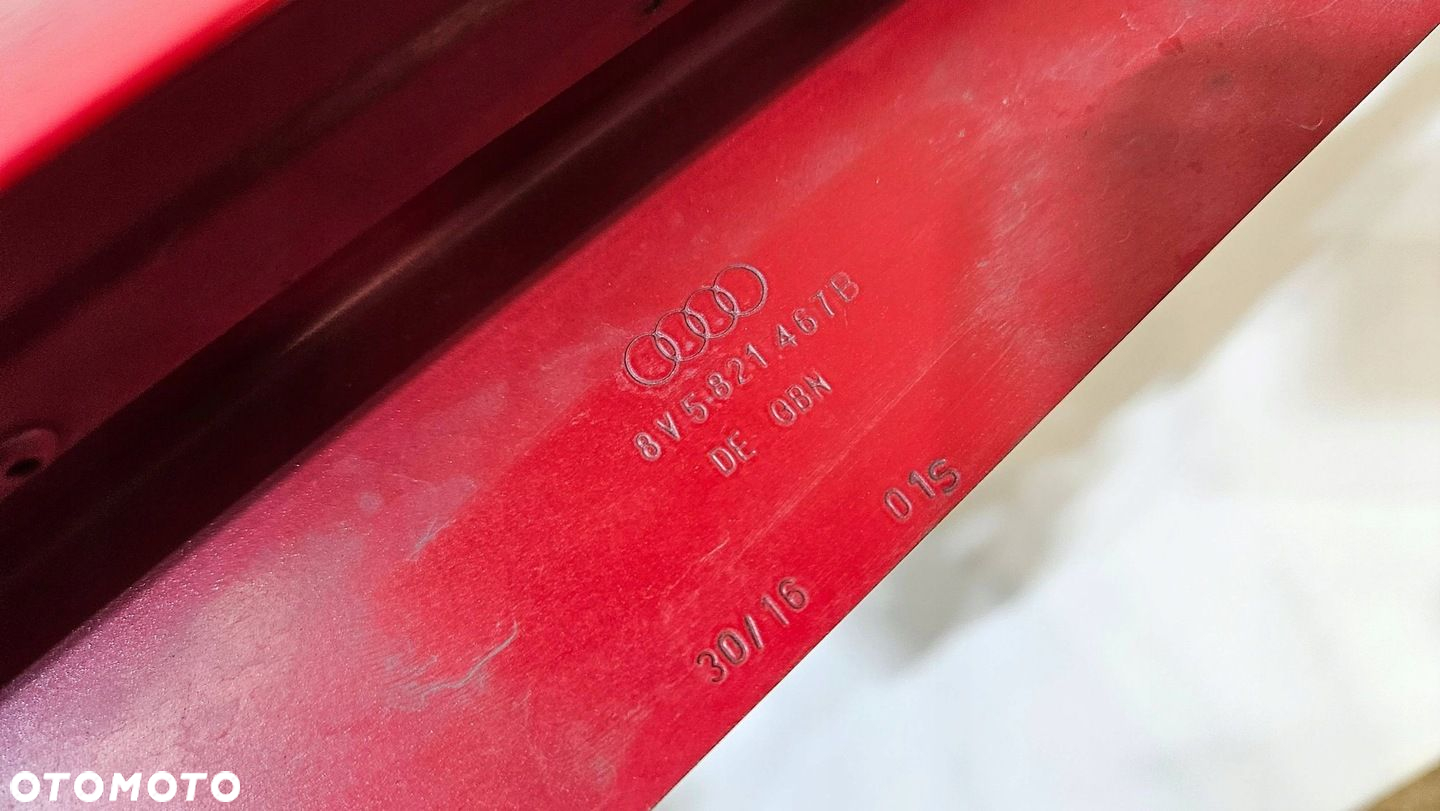 8V5.821.467B
DE GBN
01S
30/16
OTOMOTO